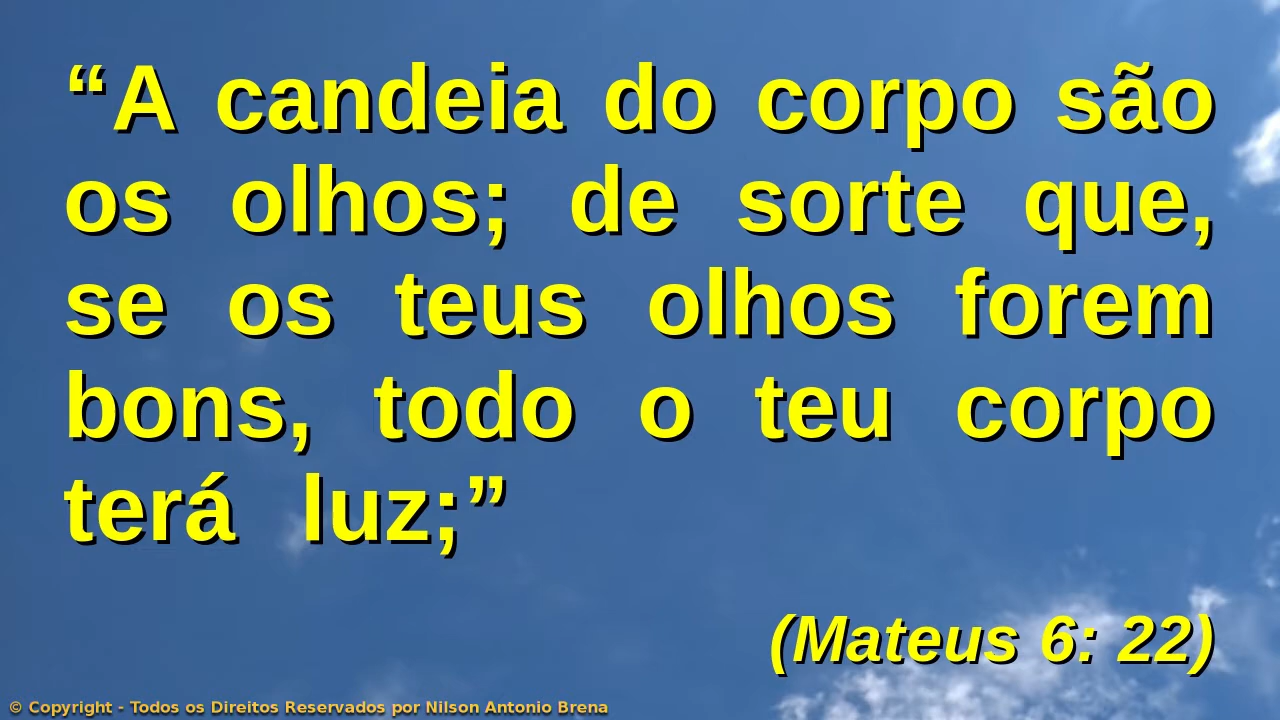 “A candeia do corpo são
os olhos; de sorte que,
se os teus olhos forem
bons, todo o teu corpo
terá luz;”
(Mateus 6: 22)
© Copyright - Todos os Direitos Reservados por Nilson Antonio Brena